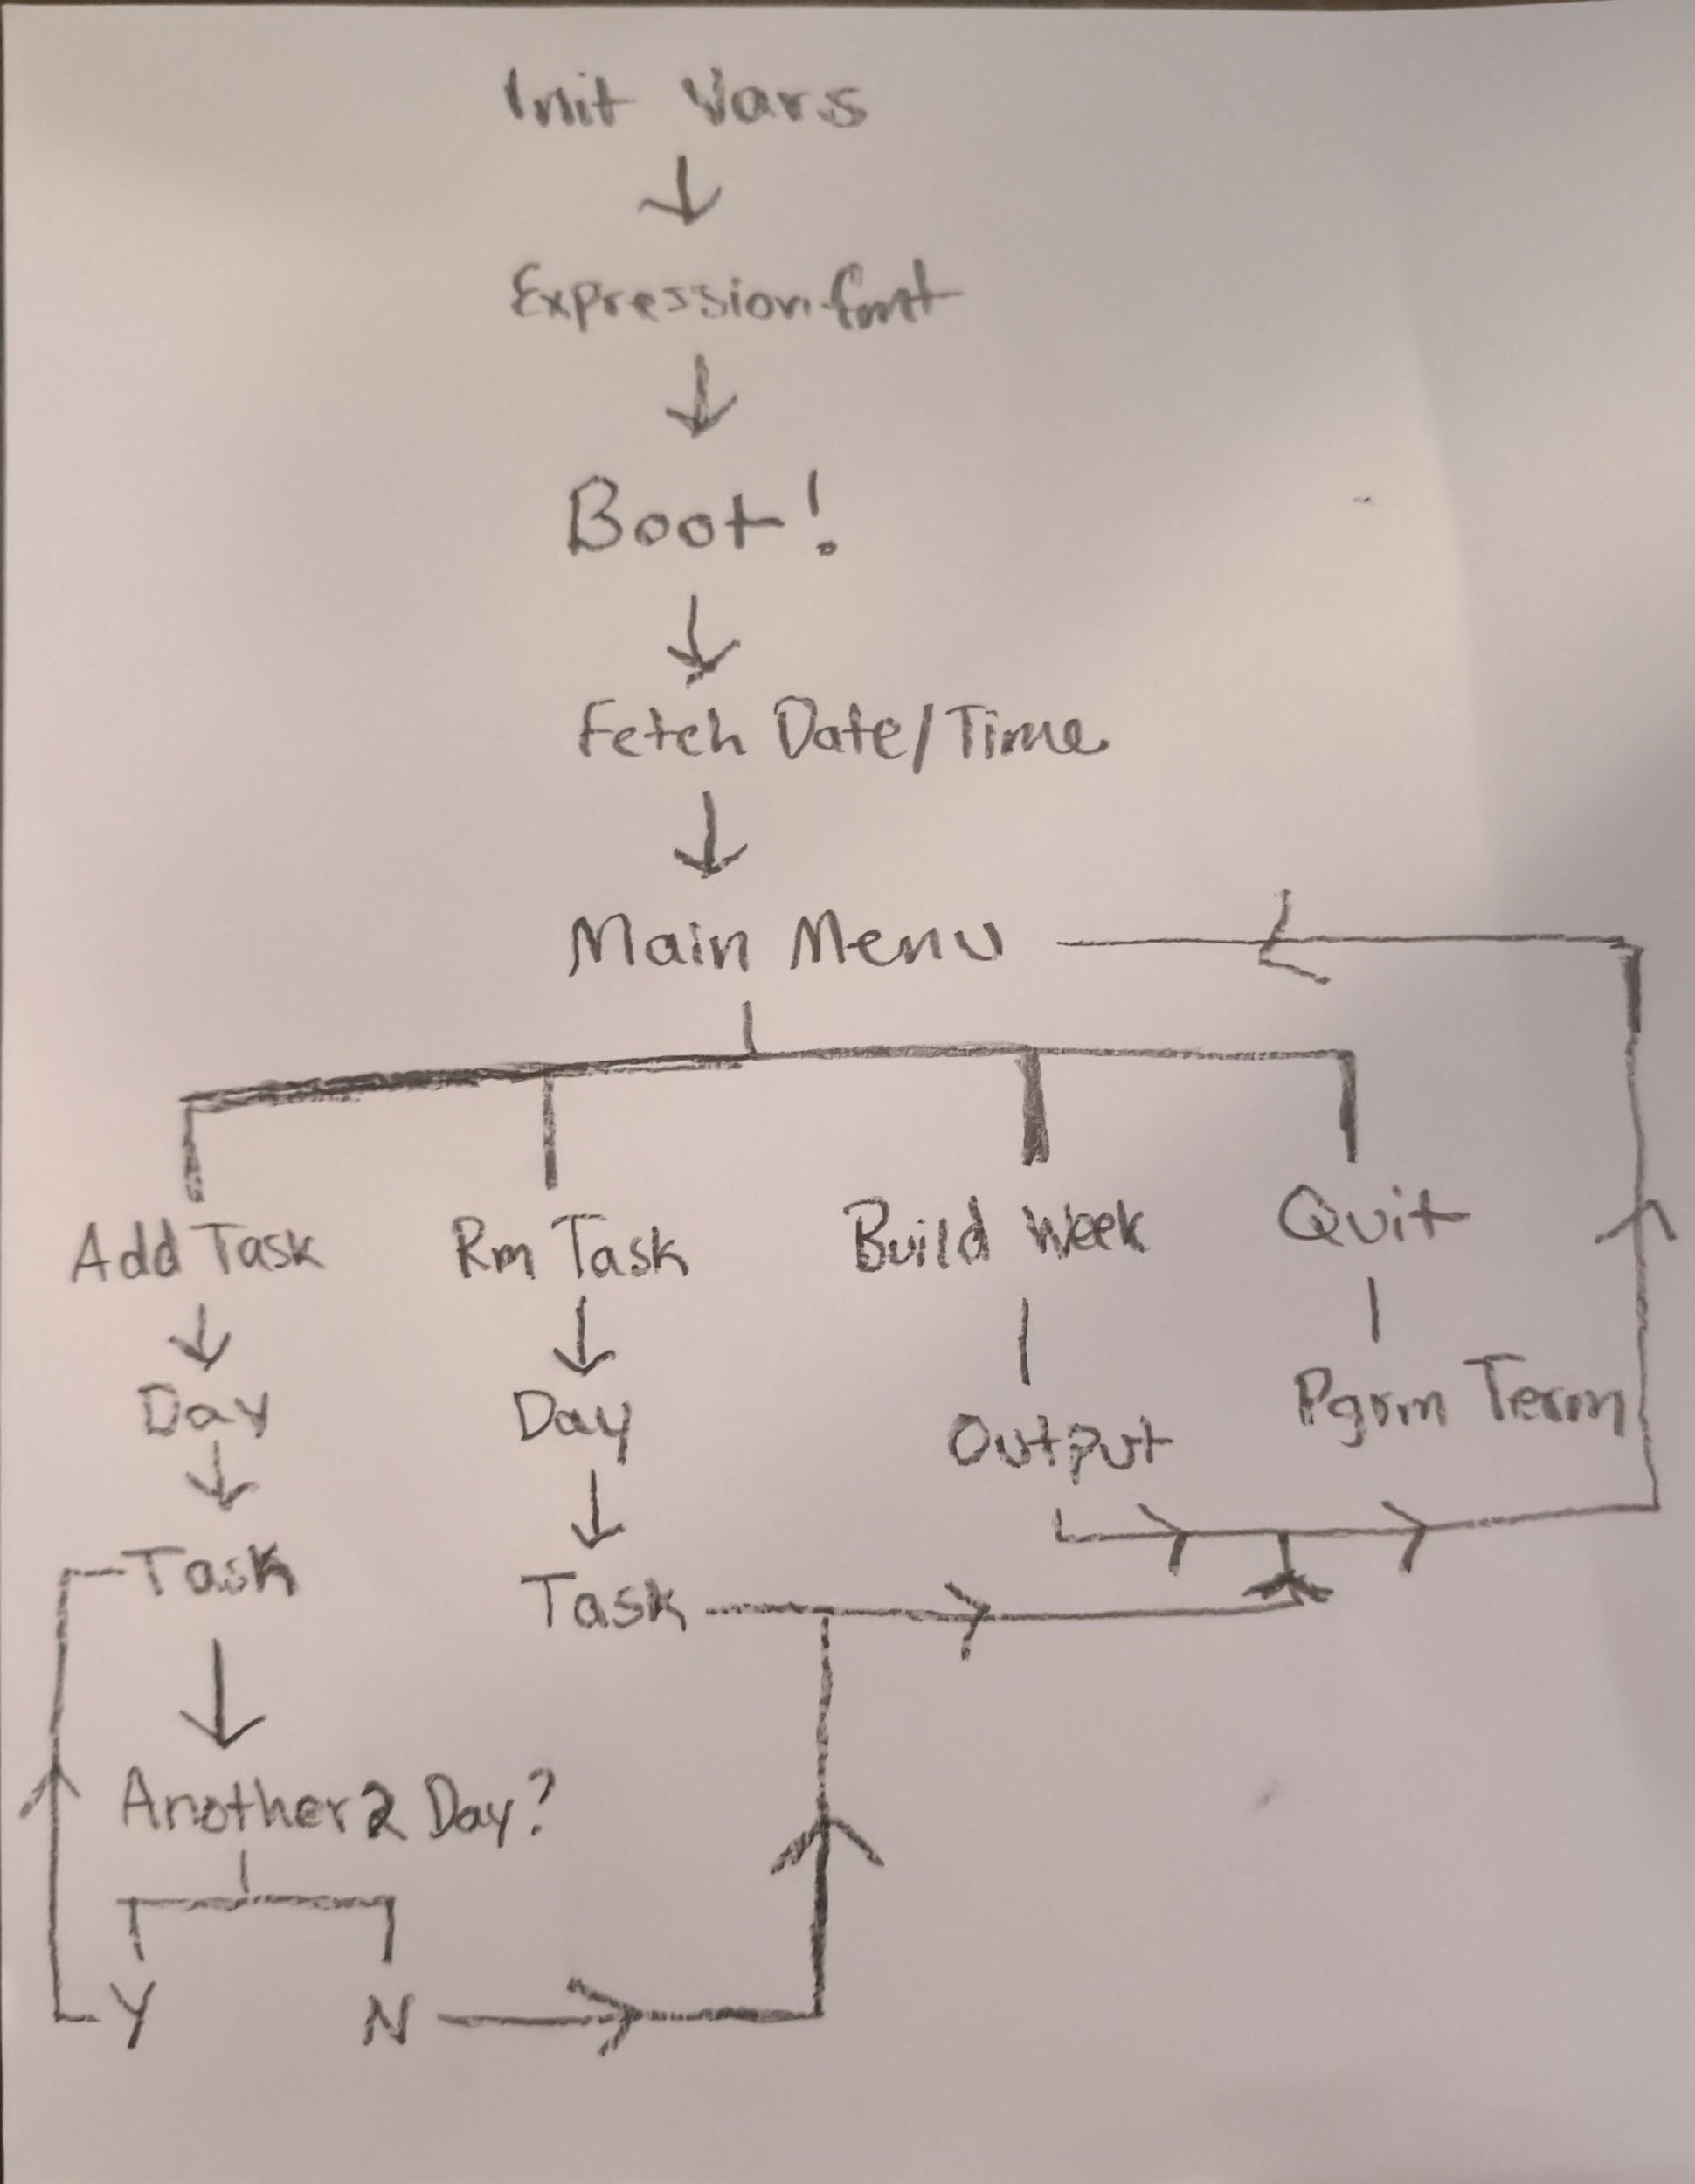 Init Vars
Expression fmt
Boot!
Fetch Date/Time
Main Menu
Add Task
Rm Task
Build Week
Quit
Day
Day
Output
Pgrm Term
Task
Task
Another 2 Day?
Y
N